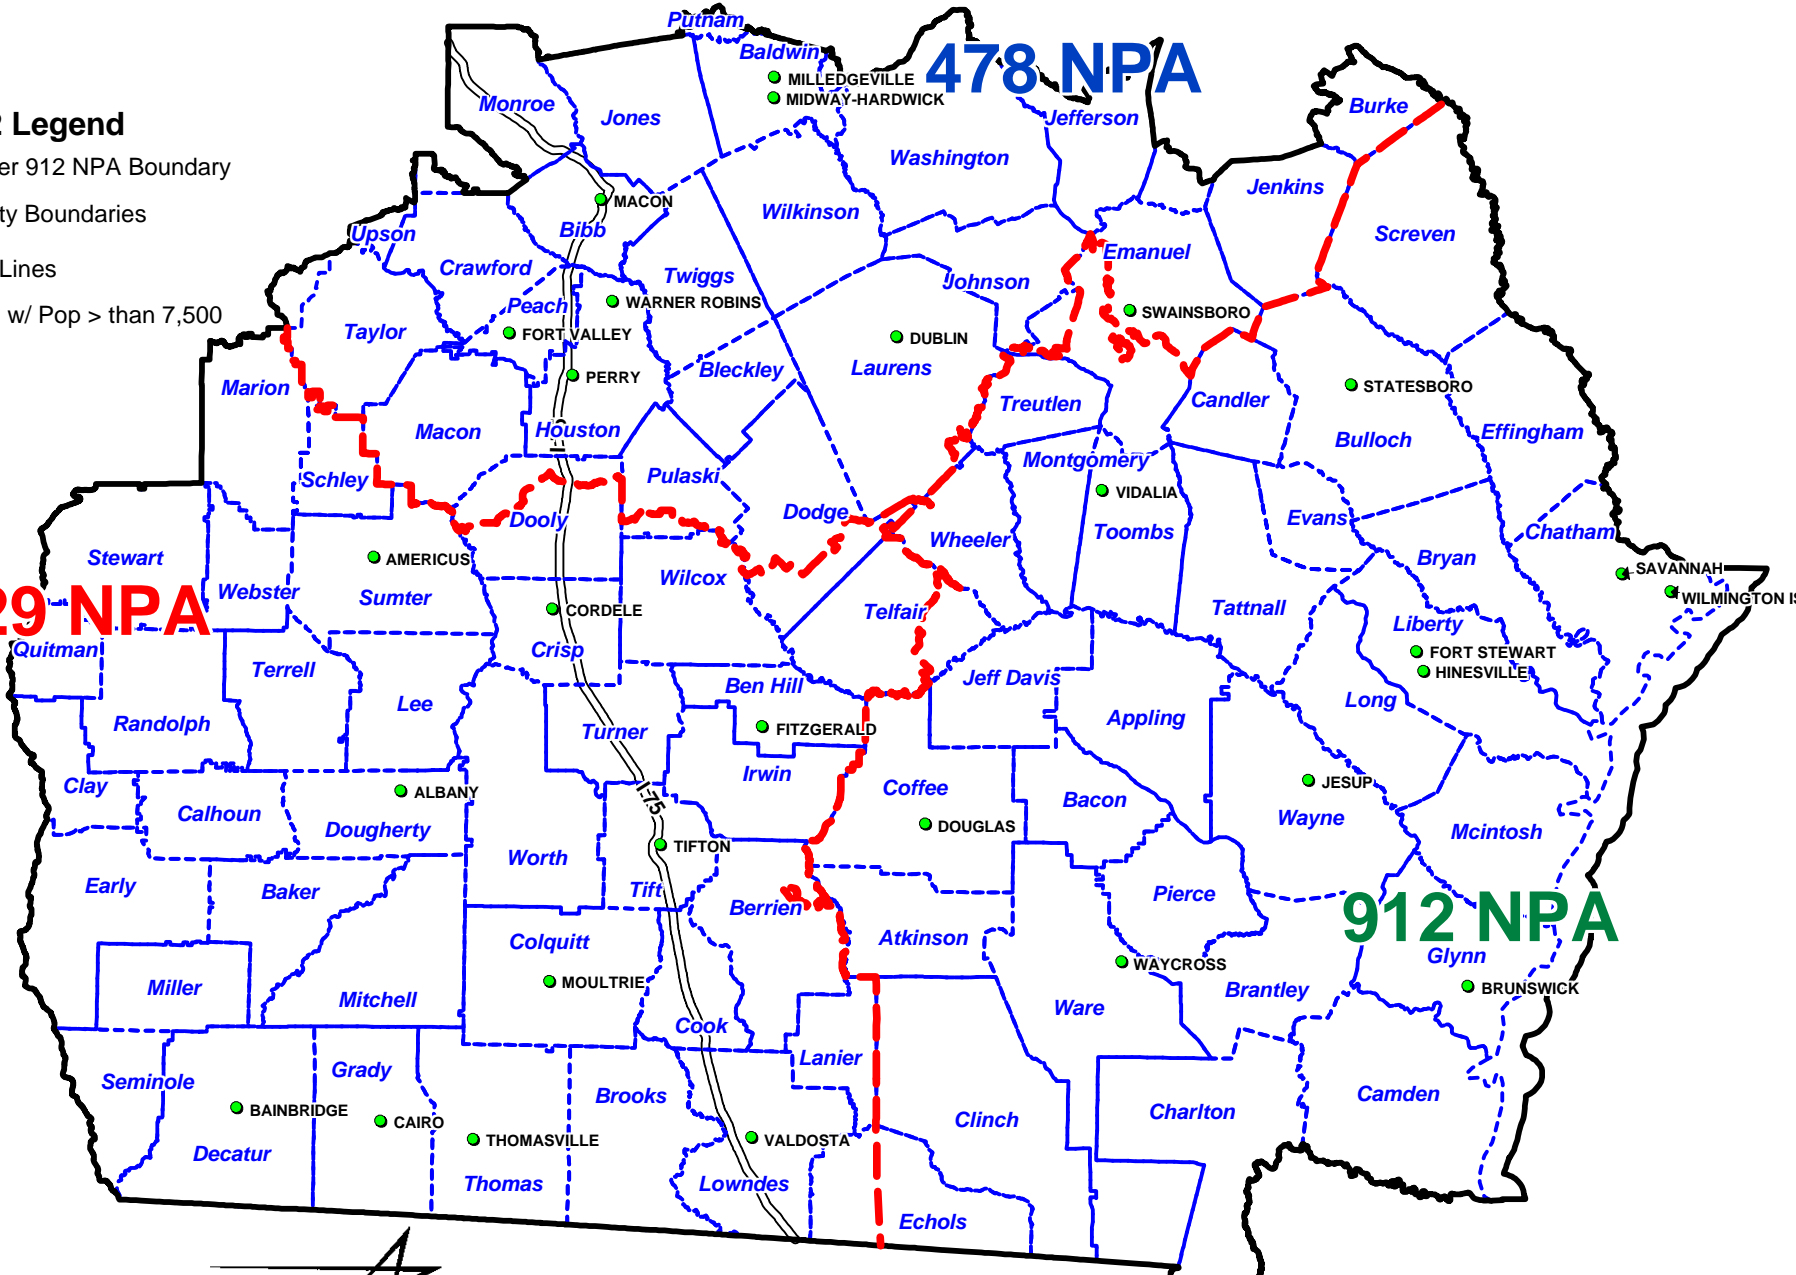 Legend
912 NPA Boundary
Boundaries
Lines
w/ Pop > than 7,500
478 NPA
29 NPA
912 NPA
Putnam
Baldwin
MILLEDGEVILLE
MIDWAY-HARDWICK
Monroe
Jones
Jefferson
Burke
Washington
Jenkins
MACON
Wilkinson
Bibb
Upson
Screven
Crawford
Twiggs
Johnson
Emanuel
Peach
WARNER ROBINS
SWAINSBORO
Taylor
FORT VALLEY
DUBLIN
Laurens
Bleckley
PERRY
Marion
STATESBORO
Treutlen
Candler
Macon
Houston
Bulloch
Effingham
Schley
Pulaski
Montgomery
VIDALIA
Dooly
Dodge
Wheeler
Toombs
Evans
Chatham
Stewart
AMERICUS
Bryan
SAVANNAH
WILMINGTON
Webster
Sumter
Wilcox
CORDELE
Telfair
Tattnall
Liberty
Quitman
Crisp
FORT STEWART
HINESVILLE
Terrell
Lee
Ben Hill
Jeff Davis
Long
Randolph
Turner
FITZGERALD
Appling
Irwin
Clay
ALBANY
Coffee
I-75
JESUP
Calhoun
Dougherty
Bacon
DOUGLAS
Wayne
Mcintosh
Worth
TIFTON
Early
Baker
Tift
Berrien
Pierce
Colquitt
Atkinson
WAYCROSS
Glynn
Miller
MOULTRIE
Mitchell
Brantley
BRUNSWICK
Ware
Cook
Lanier
Seminole
Grady
Brooks
Camden
BAINBRIDGE
CAIRO
Clinch
Charlton
THOMASVILLE
VALDOSTA
Decatur
Thomas
Lowndes
Echols